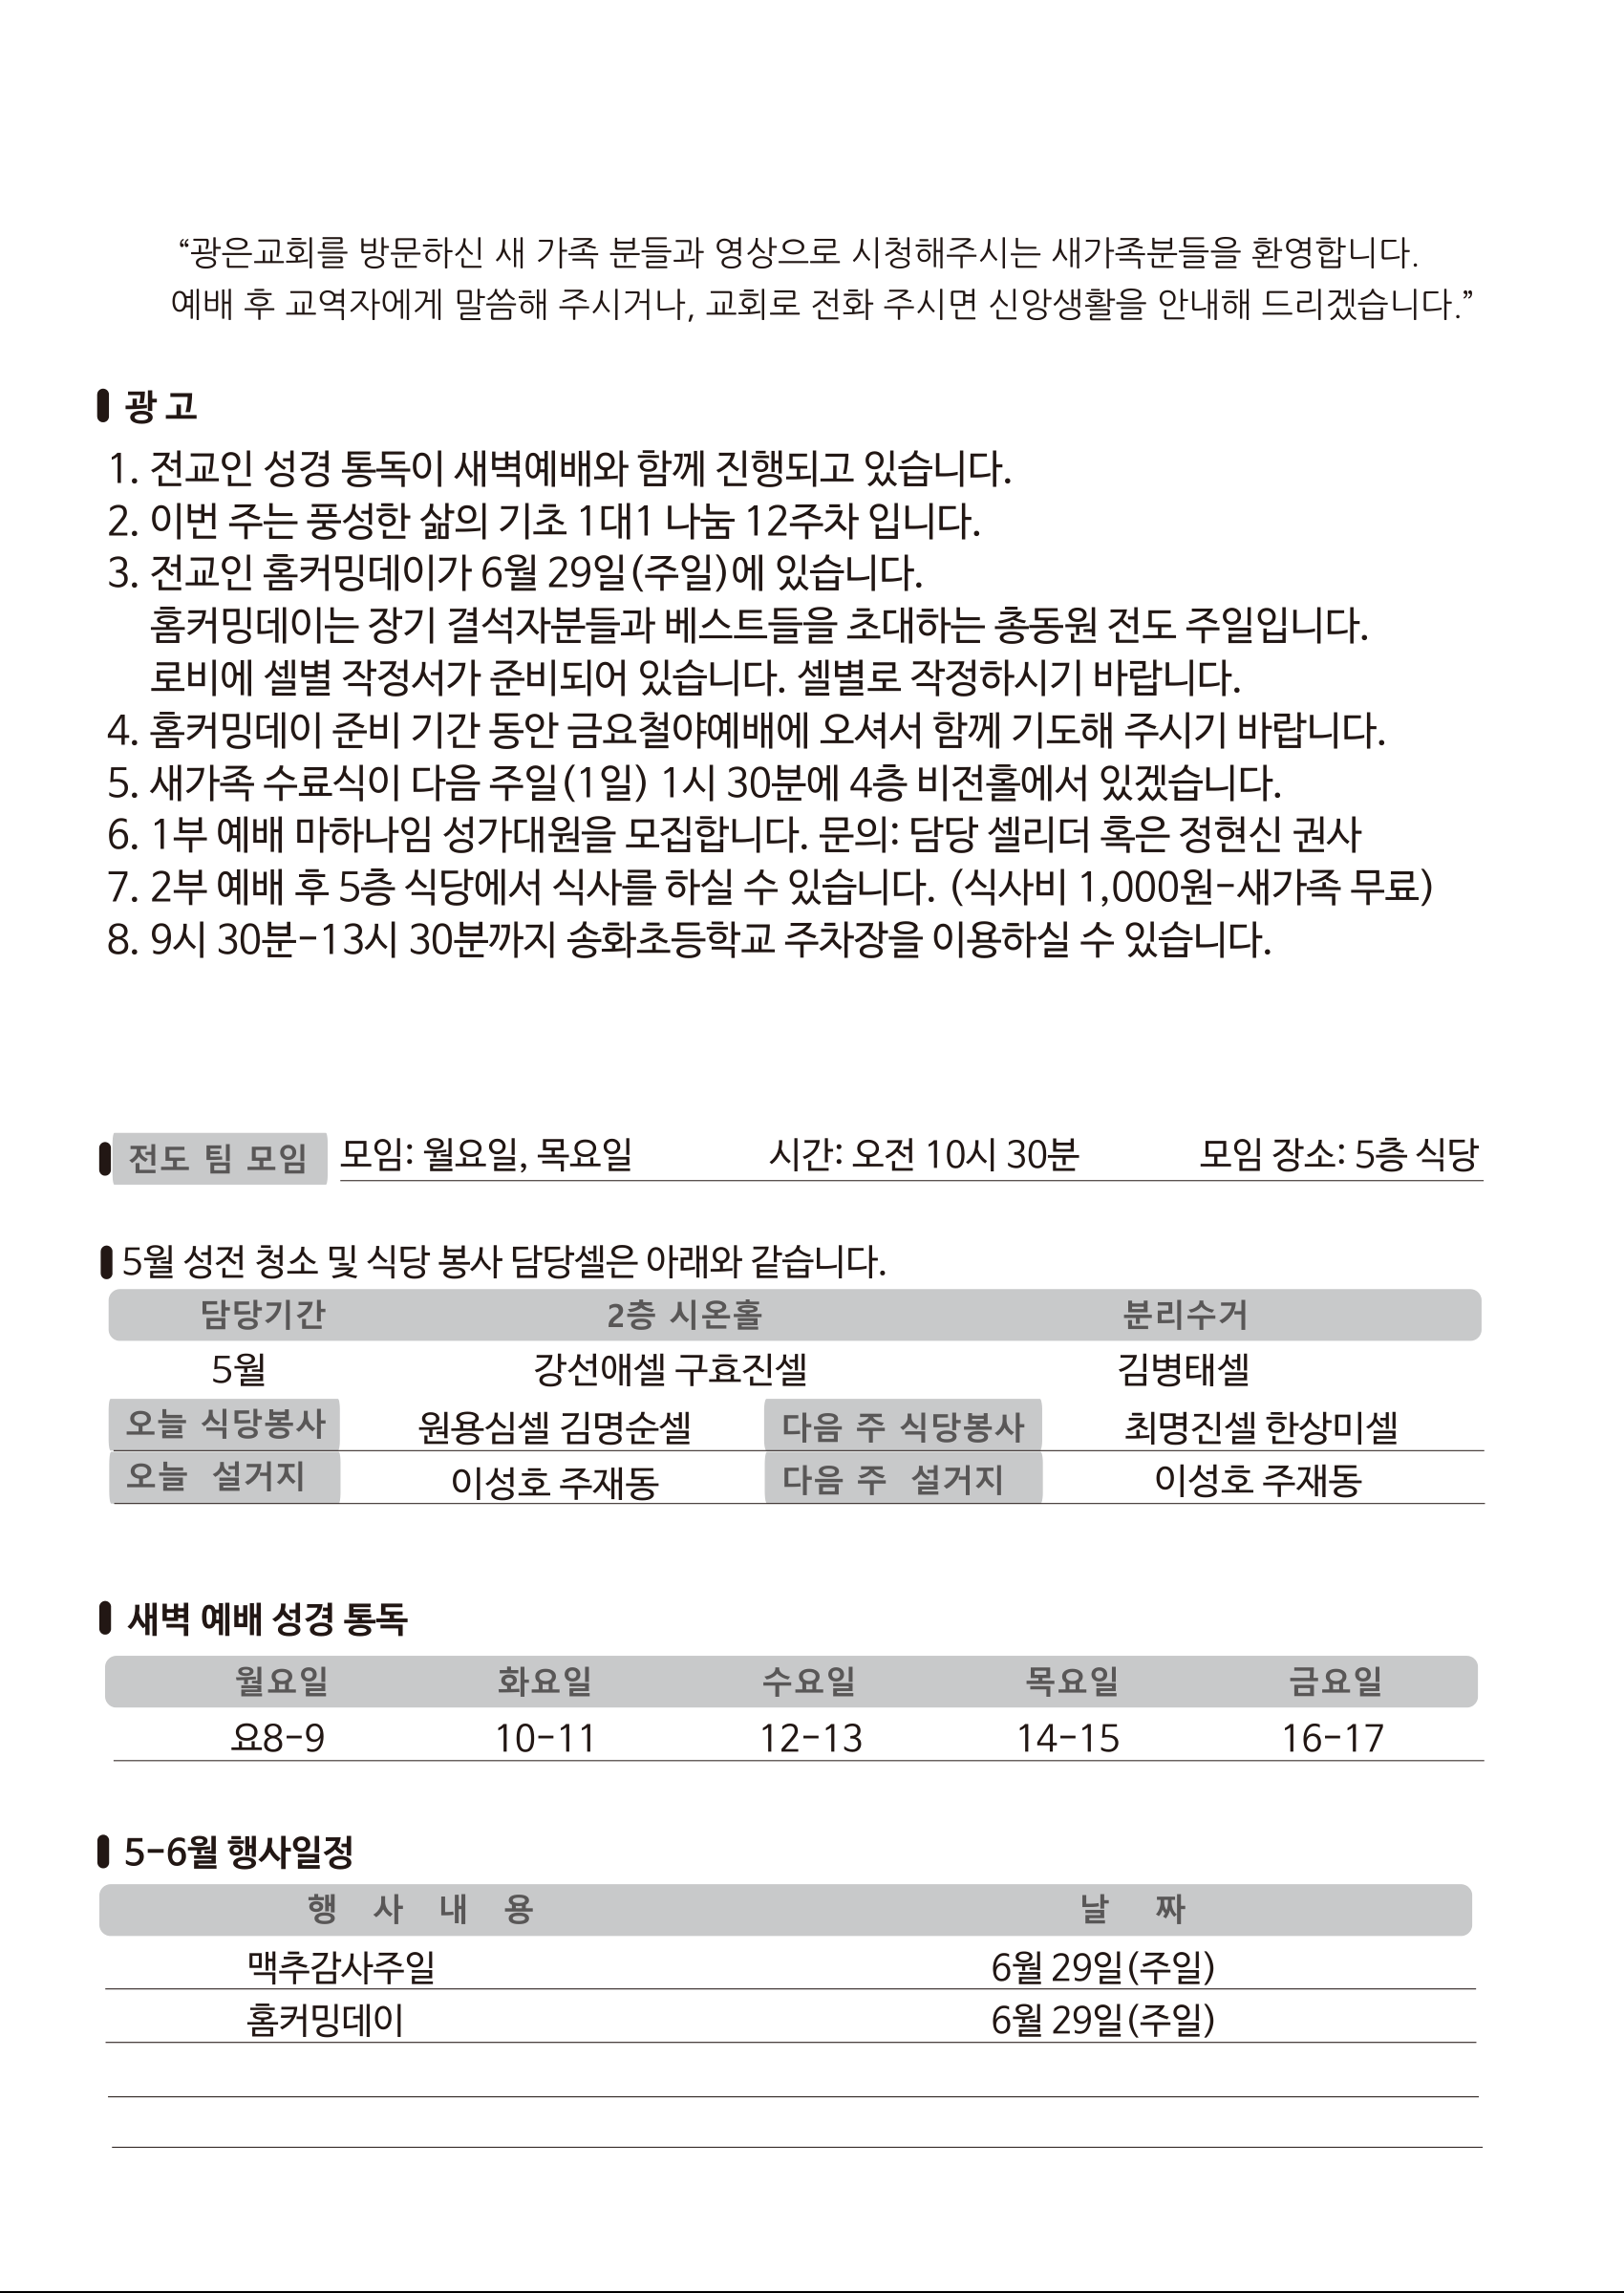 “광은교회를 방문하신 새 가족 분들과 영상으로 시청해주시는 새가족분들을 환영합니다.
예배 후 교역자에게 말씀해 주시거나, 교회로 전화 주시면 신앙생활을 안내해 드리겠습니다.”
광 고
1. 전교인 성경 통독이 새벽예배와 함께 진행되고 있습니다.
2. 이번 주는 풍성한 삶의 기초 1대1 나눔 12주차 입니다.
3. 전교인 홈커밍데이가 6월 29일(주일)에 있습니다.
홈커밍데이는 장기 결석자분들과 베스트들을 초대하는 총동원 전도 주일입니다.
로비에 셀별 작정서가 준비되어 있습니다. 셀별로 작정하시기 바랍니다.
4. 홈커밍데이 준비 기간 동안 금요철야예배에 오셔서 함께 기도해 주시기 바랍니다.
5. 새가족 수료식이 다음 주일(1일) 1시 30분에 4층 비전홀에서 있겠습니다.
6. 1부 예배 마하나임 성가대원을 모집합니다. 문의: 담당 셀리더 혹은 정현신 권사
7. 2부 예배 후 5층 식당에서 식사를 하실 수 있습니다. (식사비 1,000원-새가족 무료)
8. 9시 30분-13시 30분까지 송화초등학교 주차장을 이용하실 수 있습니다.
전도 팀 모임 모임: 월요일, 목요일 시간: 오전 10시 30분 모임 장소: 5층 식당
5월 성전 청소 및 식당 봉사 담당셀은 아래와 같습니다.
담당기간 2층 시온홀 분리수거
5월 강선애셀 구효진셀 김병태셀
오늘 식당봉사 원용심셀 김명순셀 다음 주 식당봉사 최명진셀 한상미셀
오늘 설거지 이성호 주재동 다음 주 설거지 이성호 주재동
새벽 예배 성경 통독
월요일 화요일 수요일 목요일 금요일
요8-9 10-11 12-13 14-15 16-17
5-6월 행사일정
행 사 내 용 날 짜
맥추감사주일 6월 29일(주일)
홈커밍데이 6월 29일(주일)